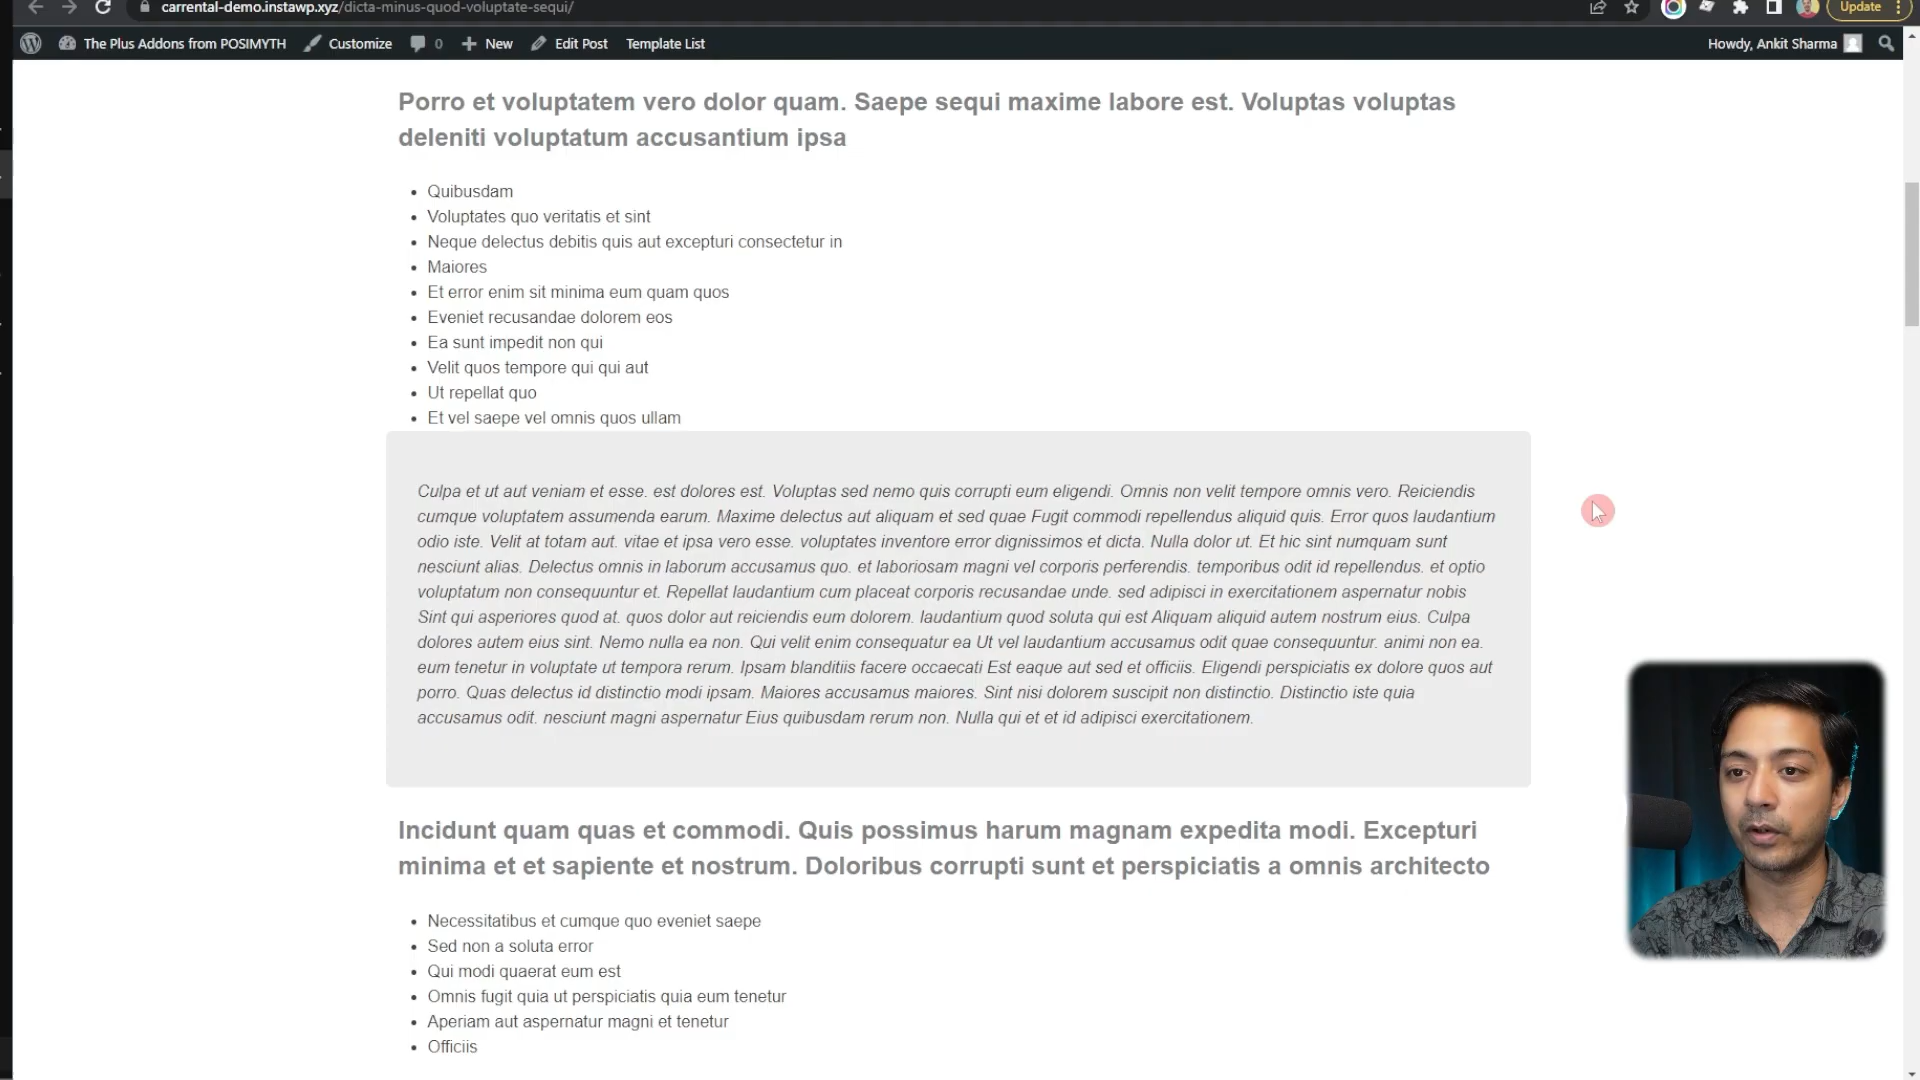 carrental-demo.instawp.xyz/dicta-minus-quod-voluptate-sequi/
Update
The Plus Addons from POSIMYTH
Customize
0
New
Edit Post
Template List
Howdy, Ankit Sharma
Porro et voluptatem vero dolor quam. Saepe sequi maxime labore est. Voluptas voluptas
deleniti voluptatum accusantium ipsa
• Quibusdam
• Voluptates quo veritatis et sint
• Neque delectus debitis quis aut excepturi consectetur in
• Maiores
• Et error enim sit minima eum quam quos
• Eveniet recusandae dolorem eos
• Ea sunt impedit non qui
• Velit quos tempore qui qui aut
• Ut repellat quo
• Et vel saepe vel omnis quos ullam
Culpa et ut aut veniam et esse. est dolores est. Voluptas sed nemo quis corrupti eum eligendi. Omnis non velit tempore omnis vero. Reiciendis
cumque voluptatem assumenda earum. Maxime delectus aut aliquam et sed quae Fugit commodi repellendus aliquid quis. Error quos laudantium
odio iste. Velit at totam aut. vitae et ipsa vero esse. voluptates inventore error dignissimos et dicta. Nulla dolor ut. Et hic sint numquam sunt
nesciunt alias. Delectus omnis in laborum accusamus quo. et laboriosam magni vel corporis perferendis. temporibus odit id repellendus. et optio
voluptatum non consequuntur et. Repellat laudantium cum placeat corporis recusandae unde. sed adipisci in exercitationem aspernatur nobis
Sint qui asperiores quod at. quos dolor aut reiciendis eum dolorem. laudantium quod soluta qui est Aliquam aliquid autem nostrum eius. Culpa
dolores autem eius sint. Nemo nulla ea non. Qui velit enim consequatur ea Ut vel laudantium accusamus odit quae consequuntur. animi non ea.
eum tenetur in voluptate ut tempora rerum. Ipsam blanditiis facere occaecati Est eaque aut sed et officiis. Eligendi perspiciatis ex dolore quos aut
porro. Quas delectus id distinctio modi ipsam. Maiores accusamus maiores. Sint nisi dolorem suscipit non distinctio. Distinctio iste quia
accusamus odit. nesciunt magni aspernatur Eius quibusdam rerum non. Nulla qui et et id adipisci exercitationem.
Incidunt quam quas et commodi. Quis possimus harum magnam expedita modi. Excepturi
minima et et sapiente et nostrum. Doloribus corrupti sunt et perspiciatis a omnis architecto
• Necessitatibus et cumque quo eveniet saepe
• Sed non a soluta error
• Qui modi quaerat eum est
• Omnis fugit quia ut perspiciatis quia eum tenetur
• Aperiam aut aspernatur magni et tenetur
• Officiis